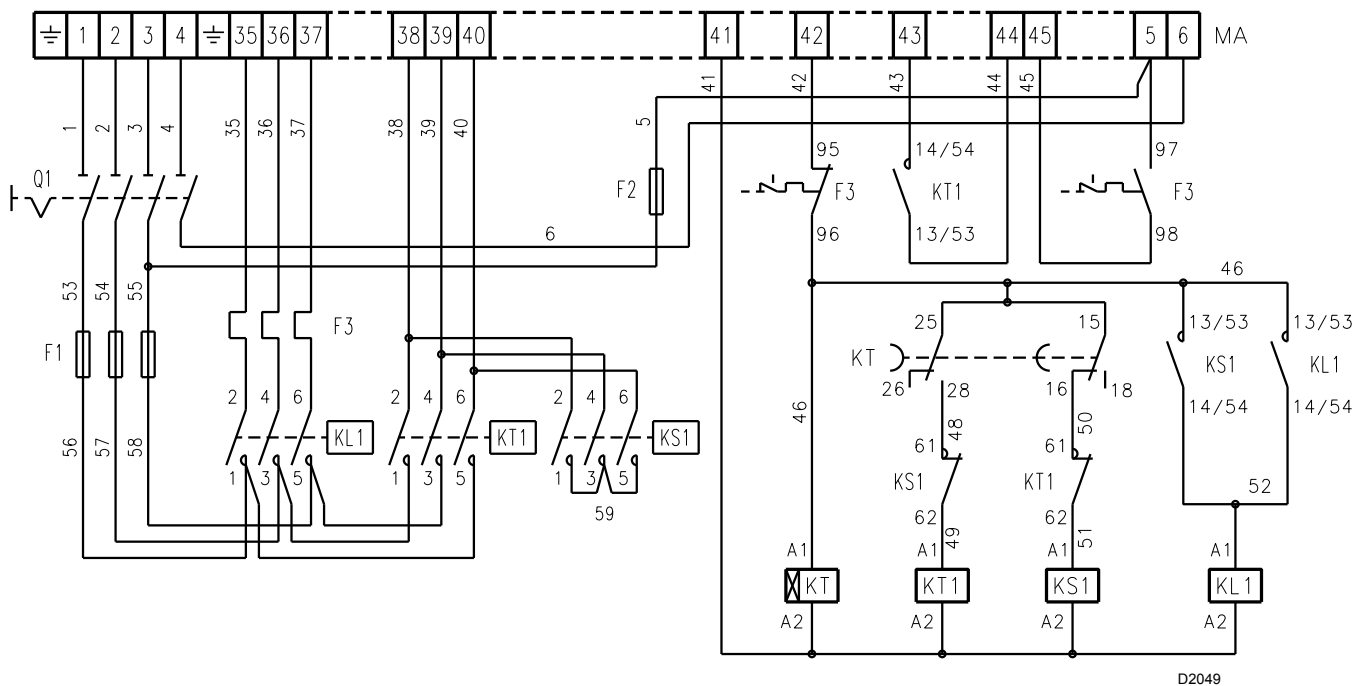 1 2 3 4 35 36 37 38 39 40 41 42 43 44 45 5 6 MA
1 2 3 4 35 36 37 38 39 40 5 41 42 43 44 45
95 14/54 97
Q1 F2 F3 KT1 F3
96 13/53 98
6
46
53 54 55
F1 F3
25 15 13/53 13/53
KT KS1 KL1
26 28 16 18
14/54 14/54
2 4 6 2 4 6 2 4 6
46 48 50
56 57 58 KL1 KT1 KS1
61 61
1 3 5 1 3 5 1 3 5
KS1 KT1
52
59
62 62
49 51
A1 A1 A1 A1
KT KT1 KS1 KL1
A2 A2 A2 A2
D2049